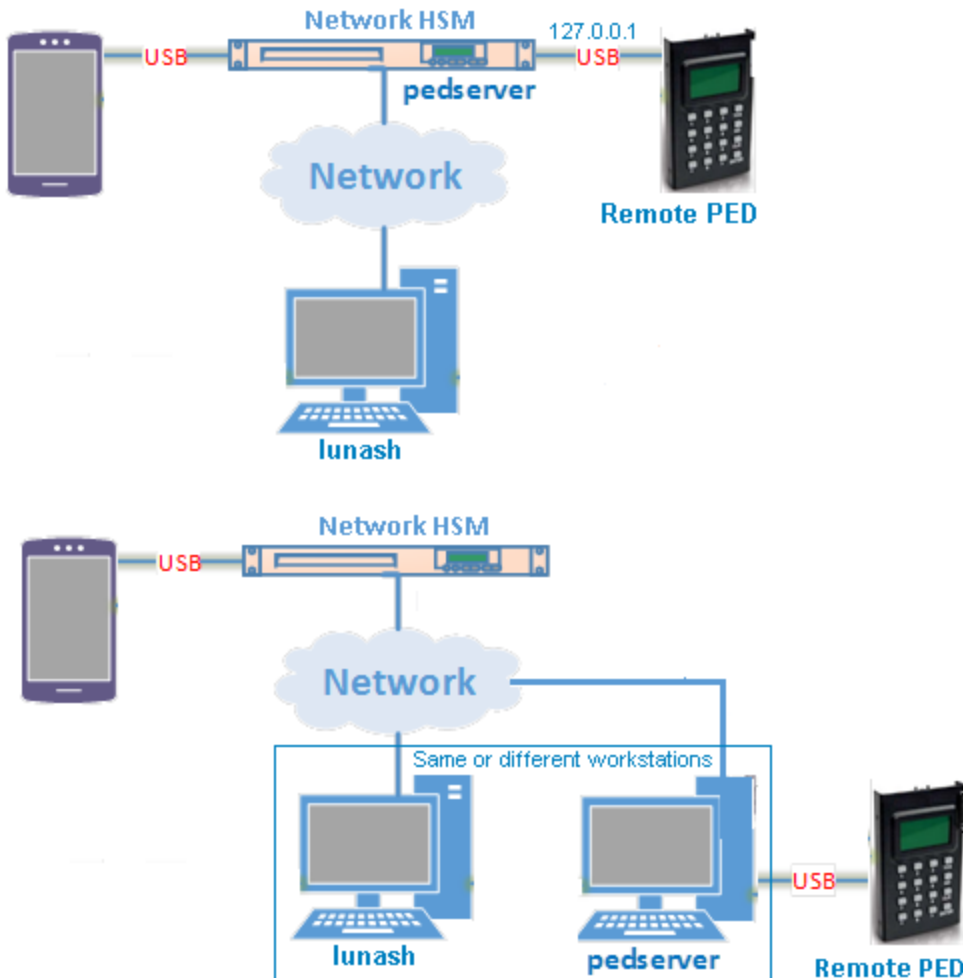 Network HSM
127.0.0.1
USB
USB
pedserver
Network
Remote PED
lunash
Network HSM
USB
Network
Same or different workstations
USB
lunash
pedserver
Remote PED